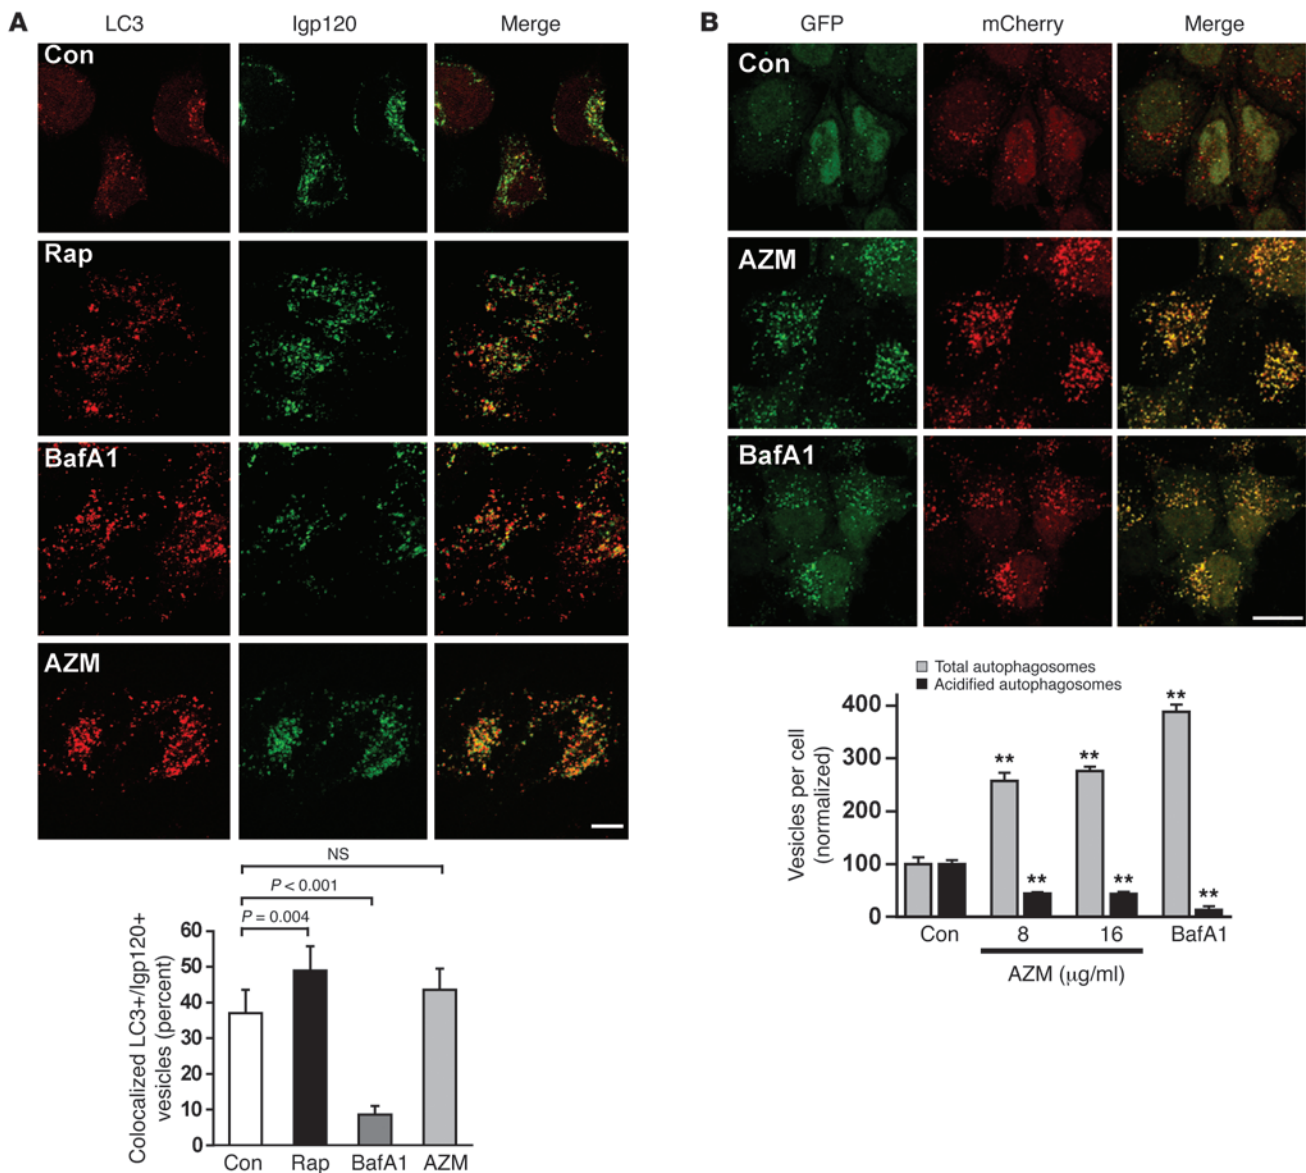 A
LC3 lgp120 Merge
Con
Rap
BafA1
AZM
NS
P < 0.001
P = 0.004
Colocalized LC3+/lgp120+
vesicles (percent)
60
50
40
30
20
10
0
Con Rap BafA1 AZM
B
GFP mCherry Merge
Con
AZM
BafA1
Total autophagosomes
Acidified autophagosomes
Vesicles per cell
(normalized)
400
300
200
100
0
** ** **
** ** **
Con 8 16 BafA1
AZM (μg/ml)